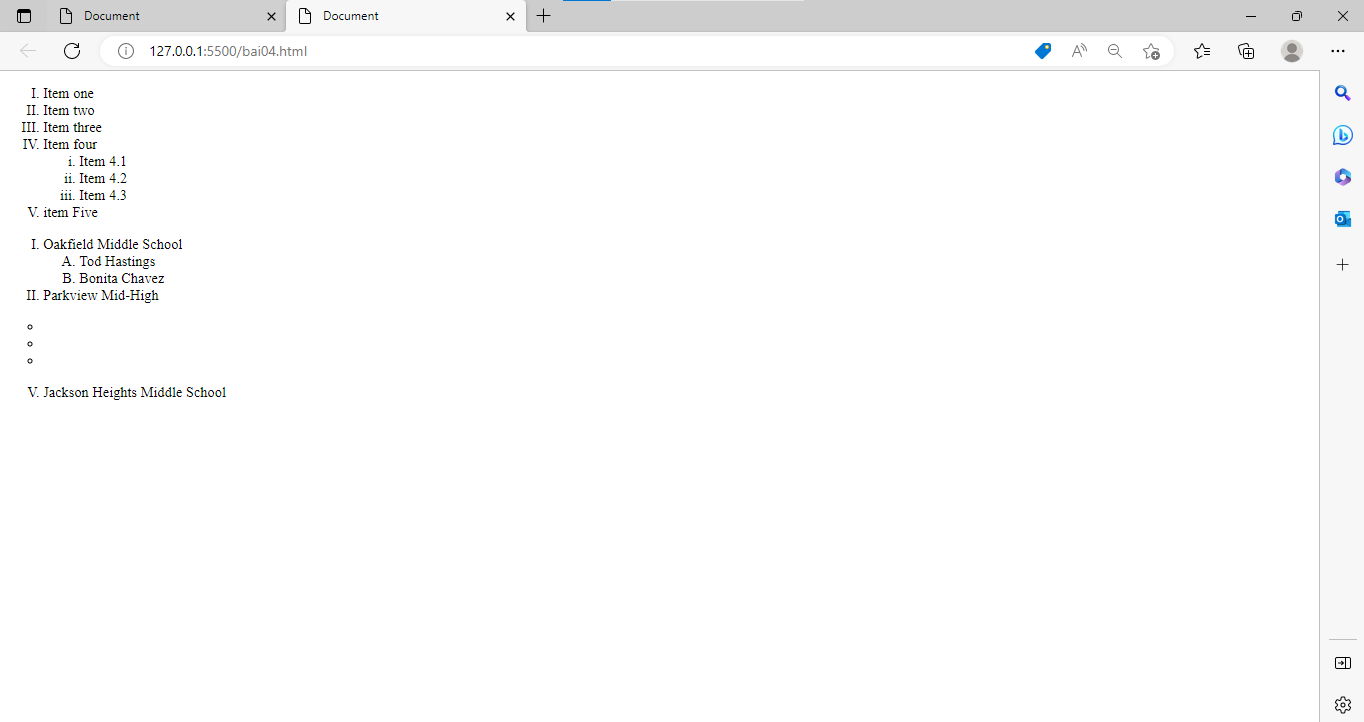 Document
Document
127.0.0.1:5500/bai04.html
I. Item one
II. Item two
III. Item three
IV. Item four
i. Item 4.1
ii. Item 4.2
iii. Item 4.3
V. item Five
I. Oakfield Middle School
A. Tod Hastings
B. Bonita Chavez
II. Parkview Mid-High
V. Jackson Heights Middle School